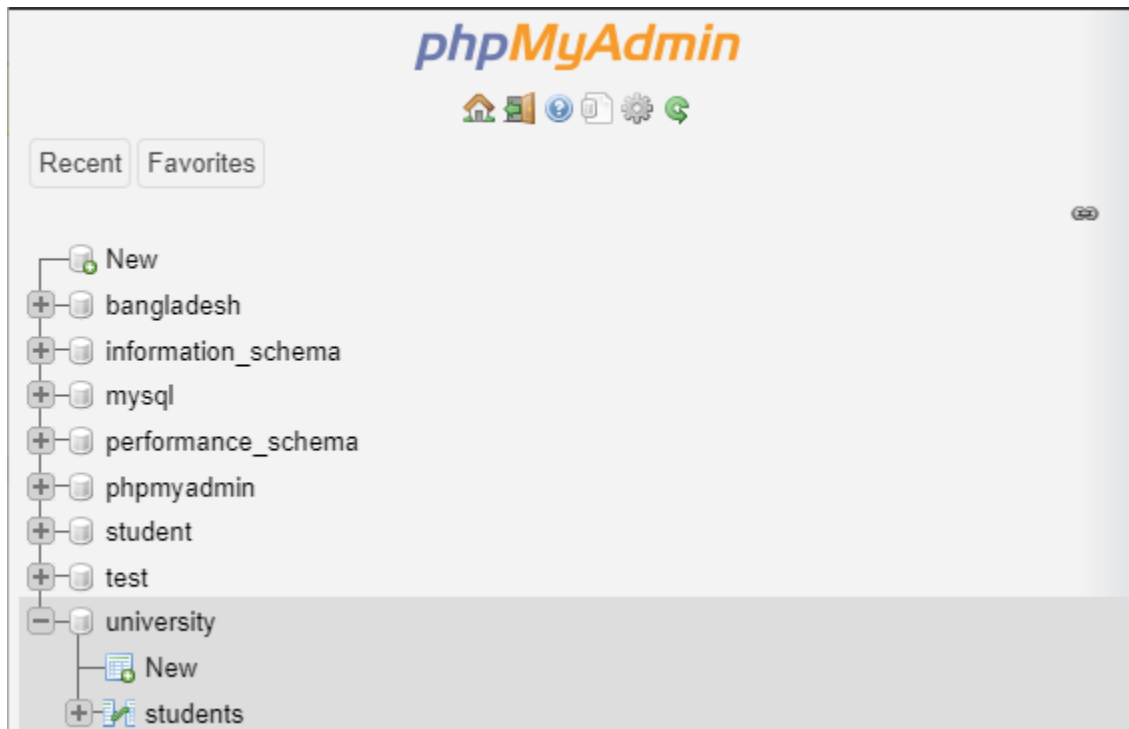 phpMyAdmin
Recent Favorites
New
bangladesh
information_schema
mysql
performance_schema
phpmyadmin
student
test
university
New
students